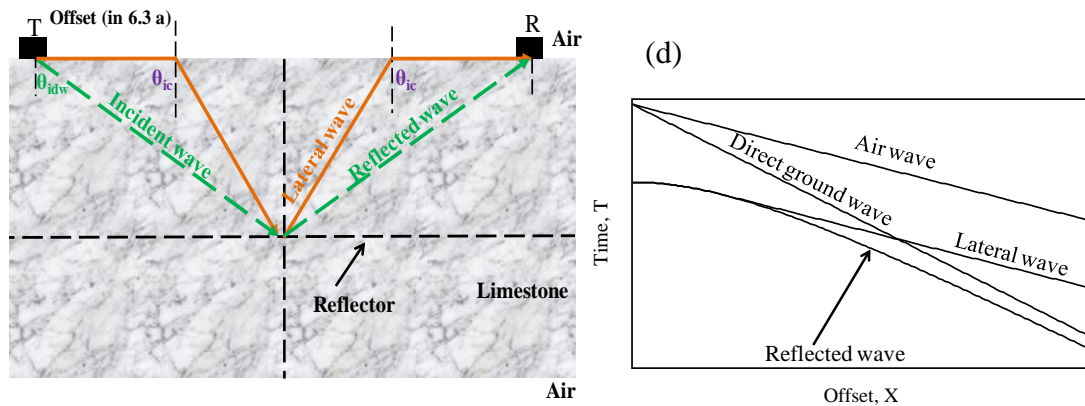 T
Offset (in 6.3 a)
R
Air
θidw
θic
θic
Incident wave
Lateral wave
Reflected wave
Reflector
Limestone
Air
(d)
Air wave
Direct ground wave
Lateral wave
Reflected wave
Time, T
Offset, X